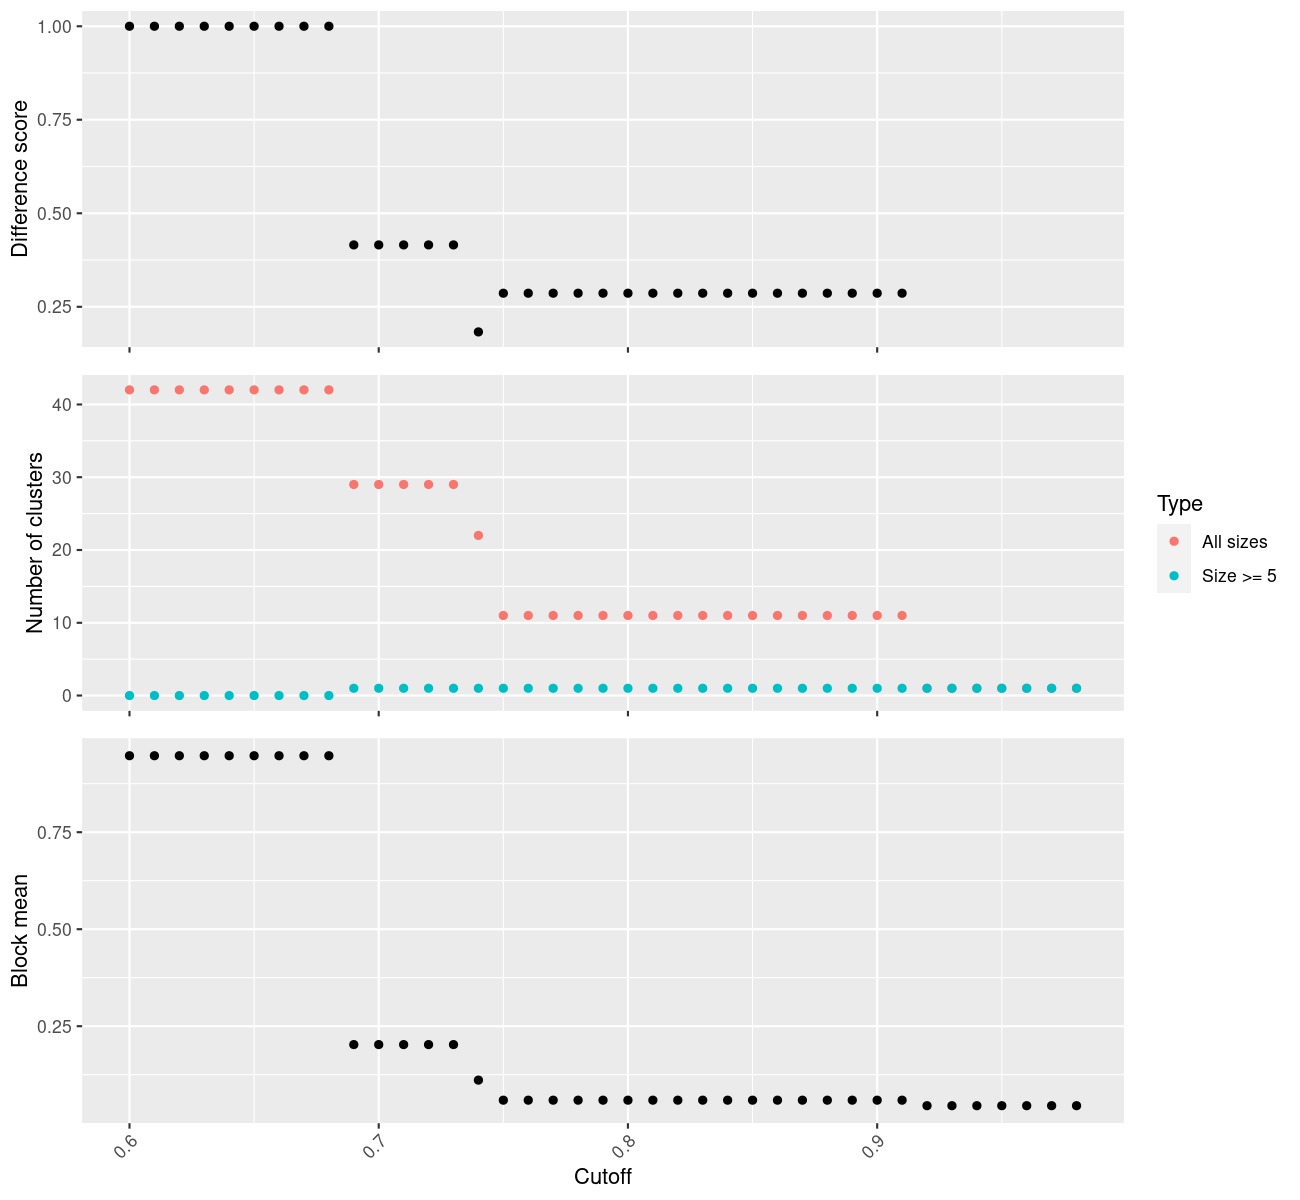 Difference score
1.00
0.75
0.50
0.25
Number of clusters
40
30
20
10
0
Type
All sizes
Size >= 5
Block mean
0.75
0.50
0.25
0.6
0.7
0.8
0.9
Cutoff